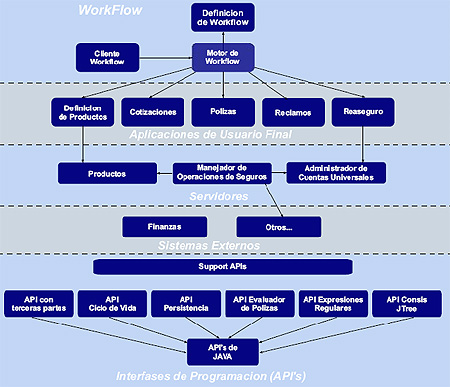 WorkFlow
Definicion
de Workflow
Cliente
Workflow
Motor de
Workflow
Definicion
de Productos
Cotizaciones
Polizas
Reclamos
Reaseguro
Aplicaciones de Usuario Final
Productos
Manejador de
Operaciones de Seguros
Administrador de
Cuentas Universales
Servidores
Finanzas
Otros...
Sistemas Externos
Support APIs
API con
terceras partes
API
Ciclo de Vida
API
Persistencia
API Evaleador
de Polizas
API Expresiones
Regulares
API Consis
JTree
API's de
JAVA
Interfases de Programacion (API's)